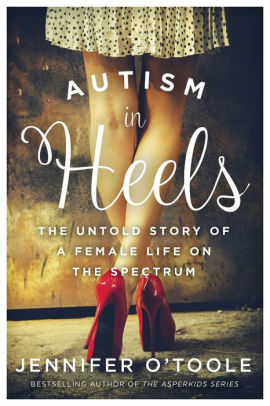 AUTISM
in
Heels
THE UNTOLD STORY OF
A FEMALE LIFE ON
THE SPECTRUM
JENNIFER O'TOOLE
BESTSELLING AUTHOR OF THE ASPERKIDS SERIES